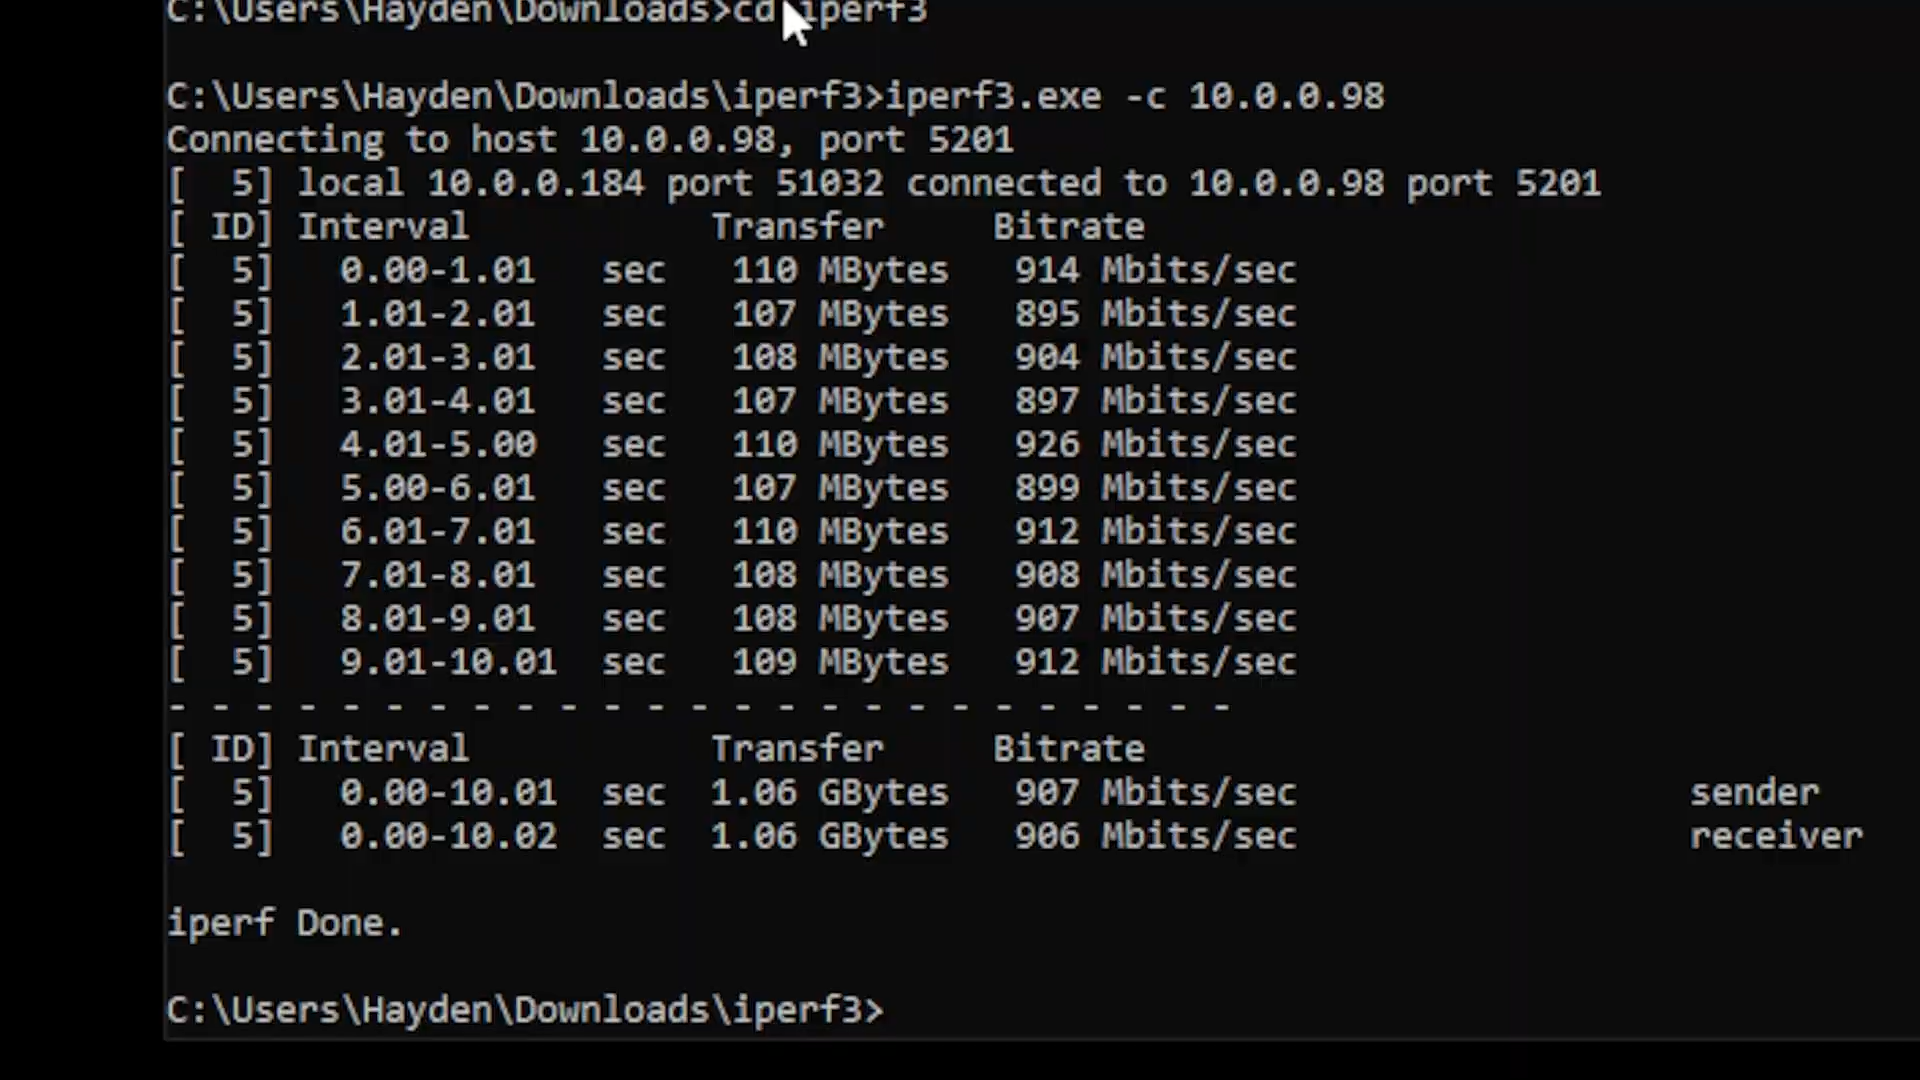 C:\Users\Hayden\Downloads>cd iperf3
C:\Users\Hayden\Downloads\iperf3>iperf3.exe -c 10.0.0.98
Connecting to host 10.0.0.98, port 5201
[  5] local 10.0.0.184 port 51032 connected to 10.0.0.98 port 5201
[ ID] Interval           Transfer     Bitrate
[  5]   0.00-1.01   sec   110 MBytes   914 Mbits/sec
[  5]   1.01-2.01   sec   107 MBytes   895 Mbits/sec
[  5]   2.01-3.01   sec   108 MBytes   904 Mbits/sec
[  5]   3.01-4.01   sec   107 MBytes   897 Mbits/sec
[  5]   4.01-5.00   sec   110 MBytes   926 Mbits/sec
[  5]   5.00-6.01   sec   107 MBytes   899 Mbits/sec
[  5]   6.01-7.01   sec   110 MBytes   912 Mbits/sec
[  5]   7.01-8.01   sec   108 MBytes   908 Mbits/sec
[  5]   8.01-9.01   sec   108 MBytes   907 Mbits/sec
[  5]   9.01-10.01  sec   109 MBytes   912 Mbits/sec
- - - - - - - - - - - - - - - - - - - - - - - - -
[ ID] Interval           Transfer     Bitrate
[  5]   0.00-10.01  sec  1.06 GBytes   907 Mbits/sec                  sender
[  5]   0.00-10.02  sec  1.06 GBytes   906 Mbits/sec                  receiver
iperf Done.
C:\Users\Hayden\Downloads\iperf3>